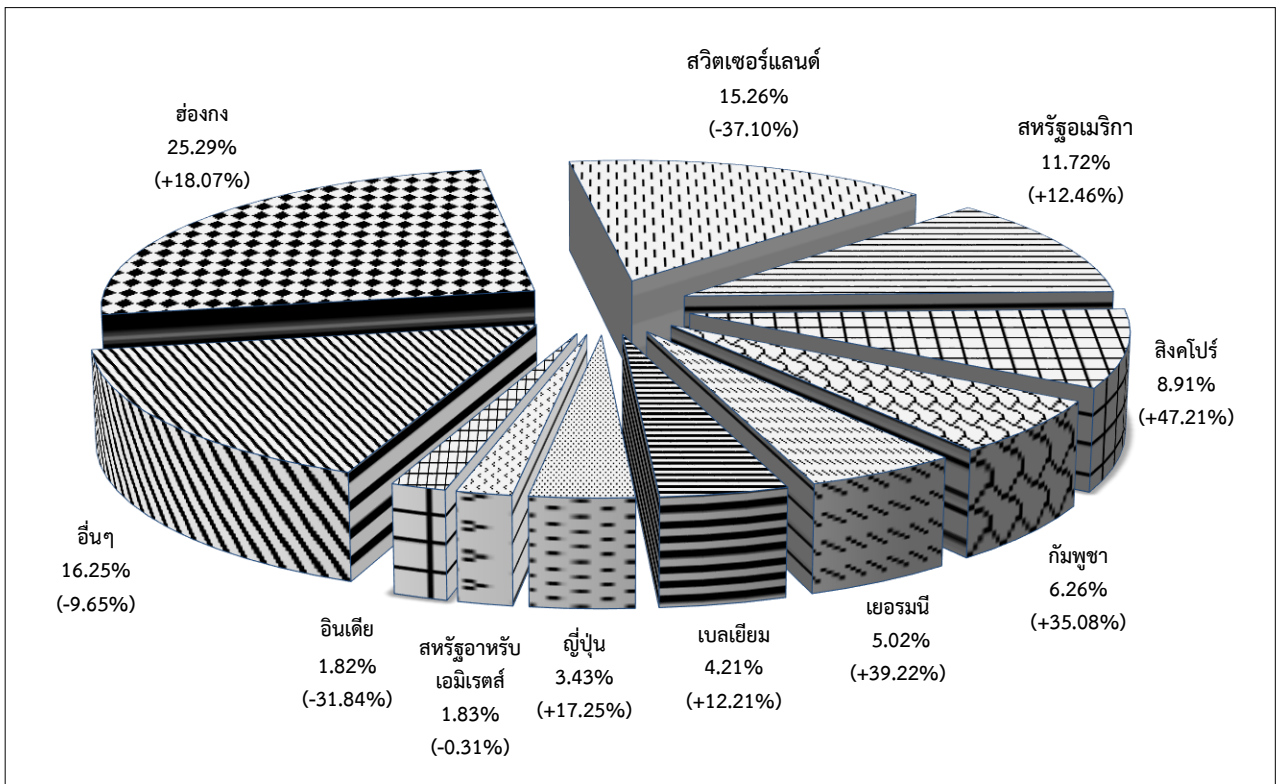 สวิตเซอร์แลนด์
15.26%
(-37.10%)
สหรัฐอเมริกา
11.72%
(+12.46%)
สิงคโปร์
8.91%
(+47.21%)
กัมพูชา
6.26%
(+35.08%)
เยอรมนี
5.02%
(+39.22%)
เบลเยียม
4.21%
(+12.21%)
ญี่ปุ่น
3.43%
(+17.25%)
สหรัฐอาหรับ
เอมิเรตส์
1.83%
(-0.31%)
อินเดีย
1.82%
(-31.84%)
อื่นๆ
16.25%
(-9.65%)
ฮ่องกง
25.29%
(+18.07%)